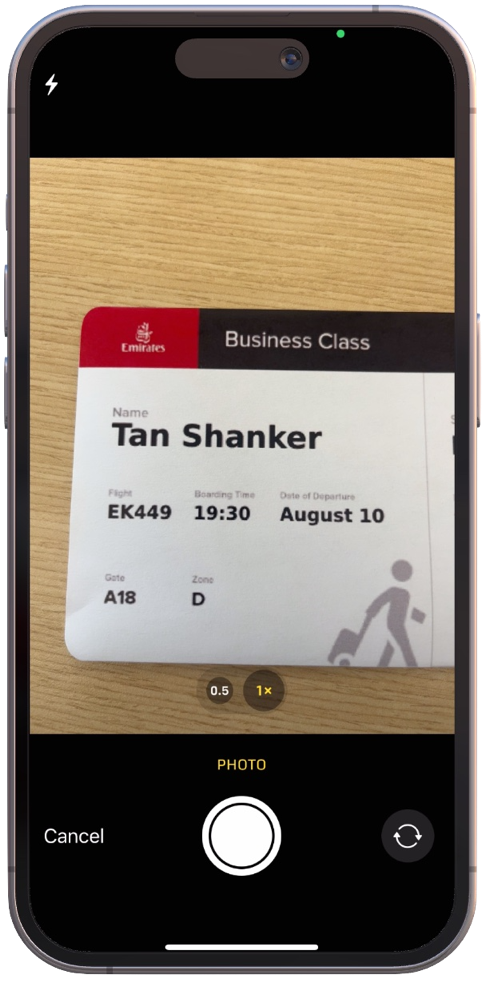 Emirates
Business Class
Name
Tan Shanker
Flight Boarding Time Date of Departure
EK449 19:30 August 10
Gate Zone
A18 D
0.5 1×
PHOTO
Cancel